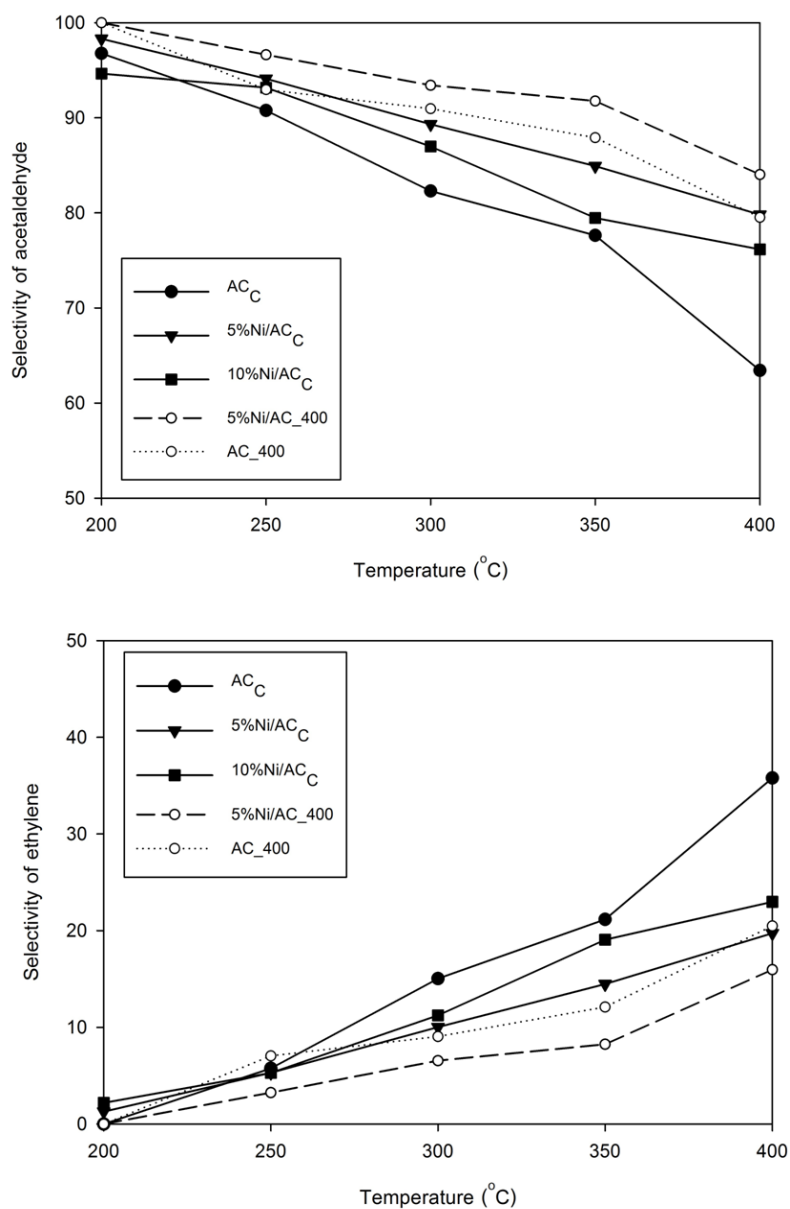 100
90
80
70
60
50
Selectivity of acetaldehyde
AC_C
5%Ni/AC_C
10%Ni/AC_C
5%Ni/AC_400
AC_400
200 250 300 350 400
Temperature (°C)
50
40
30
20
10
0
Selectivity of ethylene
AC_C
5%Ni/AC_C
10%Ni/AC_C
5%Ni/AC_400
AC_400
200 250 300 350 400
Temperature (°C)